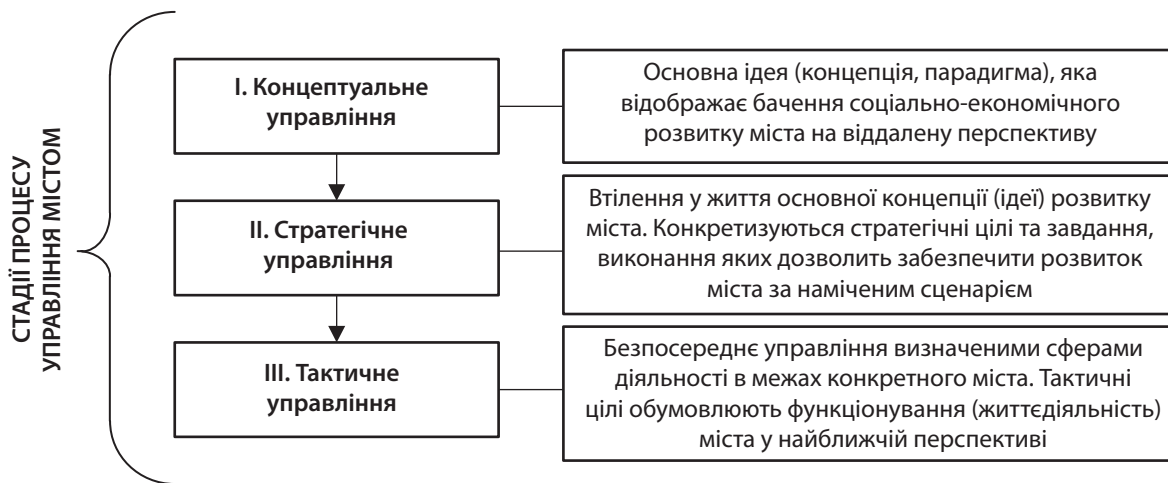 СТАДІЇ ПРОЦЕСУ
УПРАВЛІННЯ МІСТОМ
І. Концептуальне
управління
Основна ідея (концепція, парадигма), яка
відображає бачення соціально-економічного
розвитку міста на віддалену перспективу
ІІ. Стратегічне
управління
Втілення у життя основної концепції (ідеї) розвитку
міста. Конкретизуються стратегічні цілі та завдання,
виконання яких дозволить забезпечити розвиток
міста за наміченим сценарієм
ІІІ. Тактичне
управління
Безпосереднє управління визначеними сферами
діяльності в межах конкретного міста. Тактичні
цілі обумовлюють функціонування (життєдіяльність)
міста у найближчій перспективі